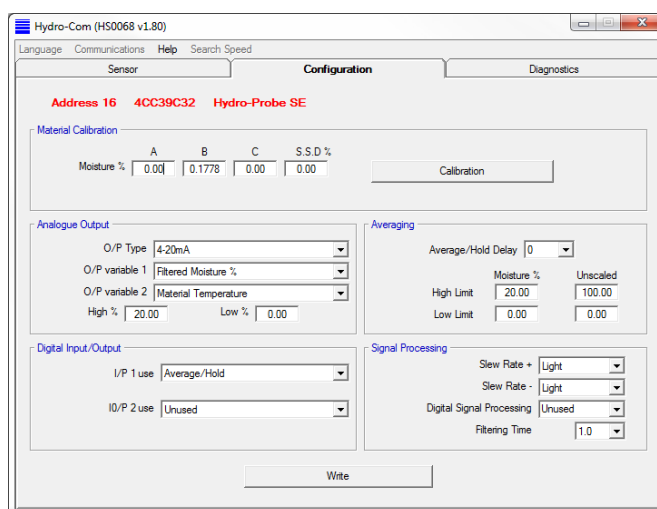 Hydro-Com (HS0068 v1.80)
Language Communications Help Search Speed
Sensor Configuration Diagnostics
Address 16 4CC39C32 Hydro-Probe SE
Material Calibration
A B C S.S.D %
Moisture % 0.00 0.1778 0.00 0.00 Calibration
Analogue Output
O/P Type 4-20mA
O/P variable 1 Filtered Moisture %
O/P variable 2 Material Temperature
High % 20.00 Low % 0.00
Averaging
Average/Hold Delay 0
Moisture % Unscaled
High Limit 20.00 100.00
Low Limit 0.00 0.00
Digital Input/Output
I/P 1 use Average/Hold
I0/P 2 use Unused
Signal Processing
Slew Rate + Light
Slew Rate - Light
Digital Signal Processing Unused
Filtering Time 1.0
Write